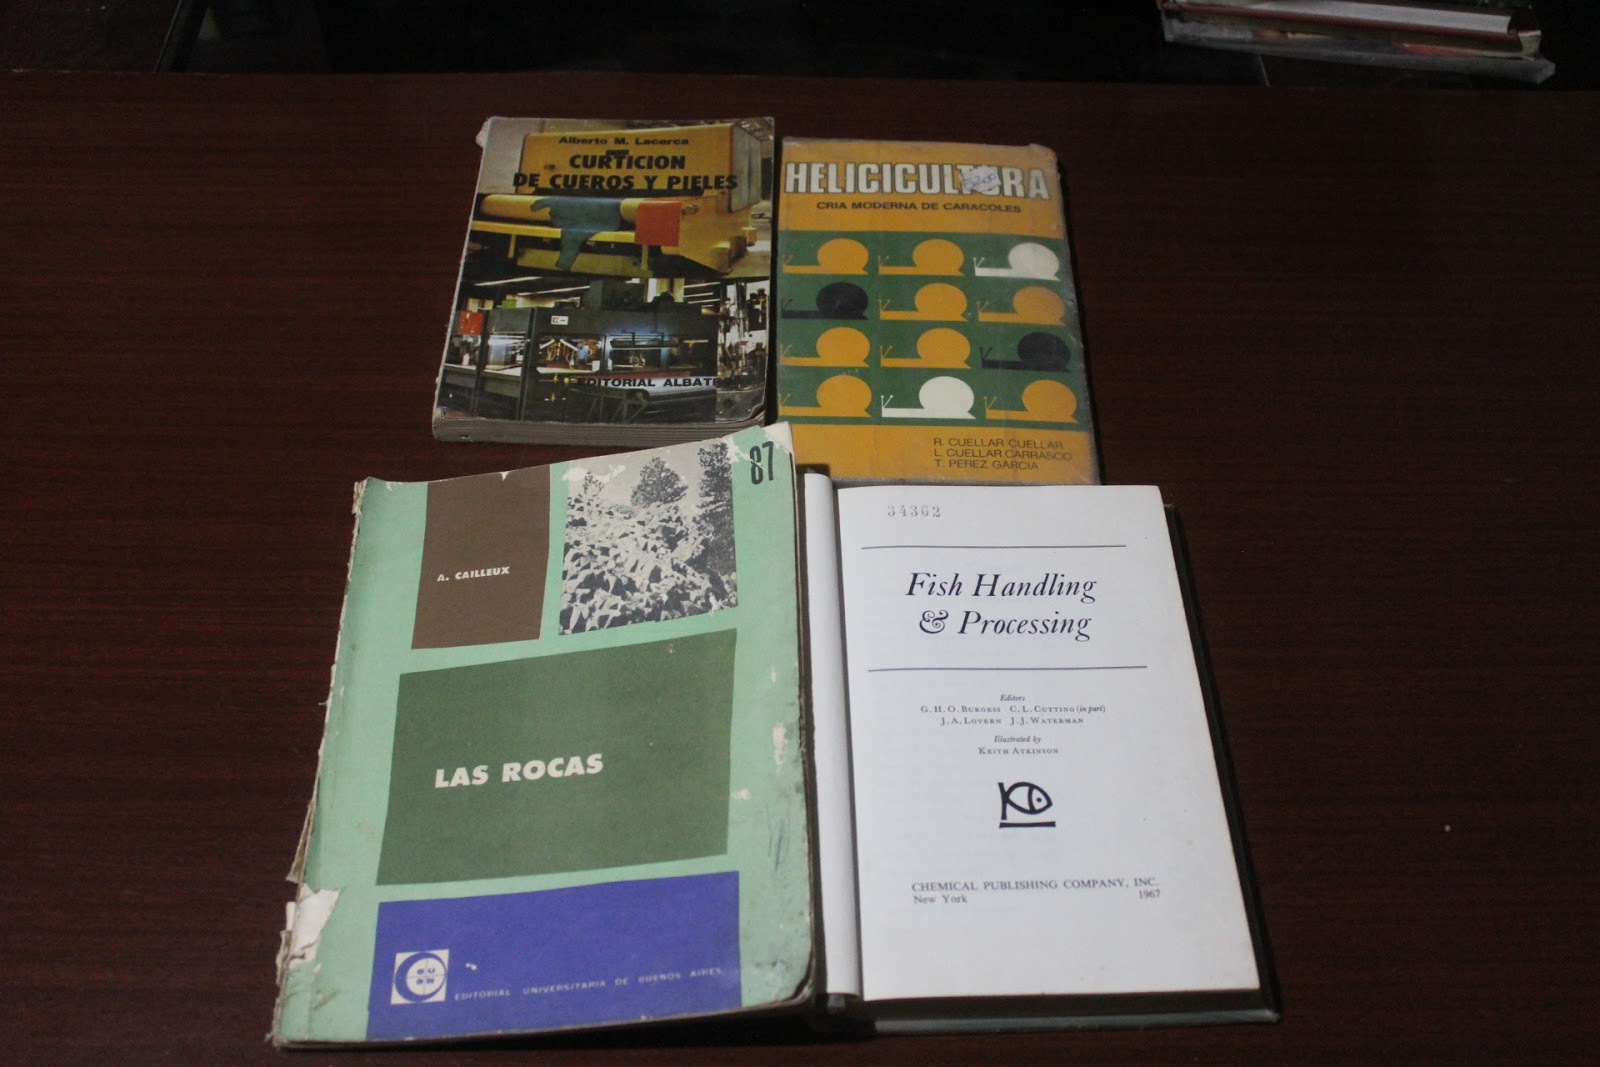 Alberto M. Lacerca
CURTICION
DE CUEROS Y PIELES
EDITORIAL
HELICICULTURA
CRIA MODERNA DE CARACOLES
R. CUELLAR CUELLAR
L. CUELLAR CARRASCO
T. PEREZ GARCIA
87
A. CAILLEUX
LAS ROCAS
EDITORIAL UNIVERSITARIA DE BUENOS AIRES
34362
Fish Handling
& Processing
Editors
G. H. O. BURGESS C. L. CUTTING (in part)
J. A. LOVERN J. J. WATERMAN
Illustrated by
KEITH ATKINSON
CHEMICAL PUBLISHING COMPANY, INC.
New York 1967